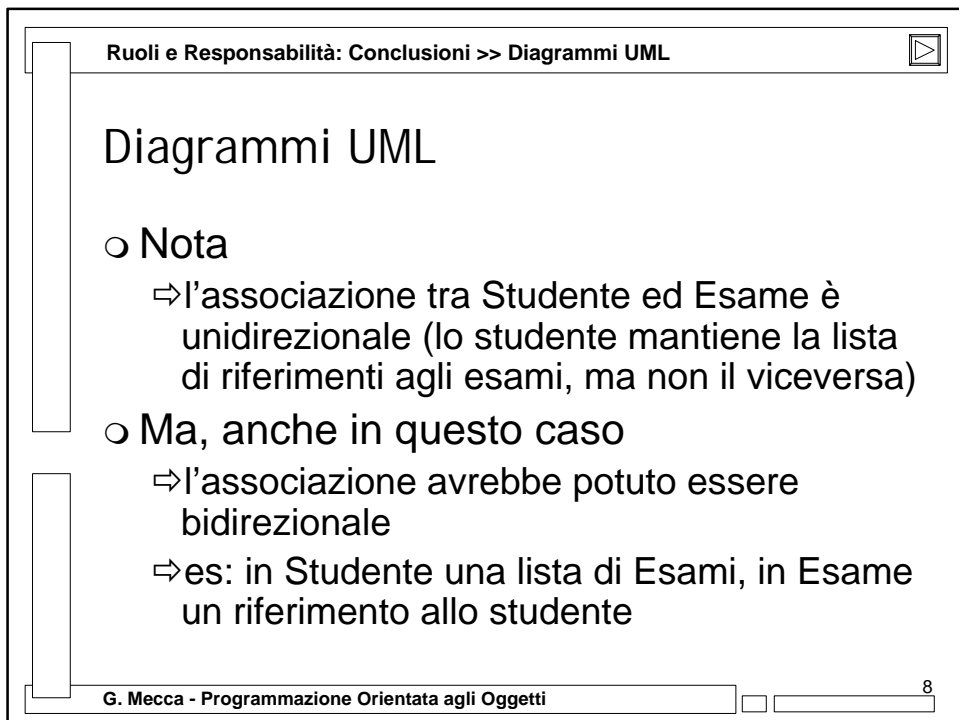 Ruoli e Responsabilità: Conclusioni >> Diagrammi UML
Diagrammi UML
❍ Nota
⇨l’associazione tra Studente ed Esame è
unidirezionale (lo studente mantiene la lista
di riferimenti agli esami, ma non il viceversa)
❍ Ma, anche in questo caso
⇨l’associazione avrebbe potuto essere
bidirezionale
⇨es: in Studente una lista di Esami, in Esame
un riferimento allo studente
G. Mecca - Programmazione Orientata agli Oggetti
8